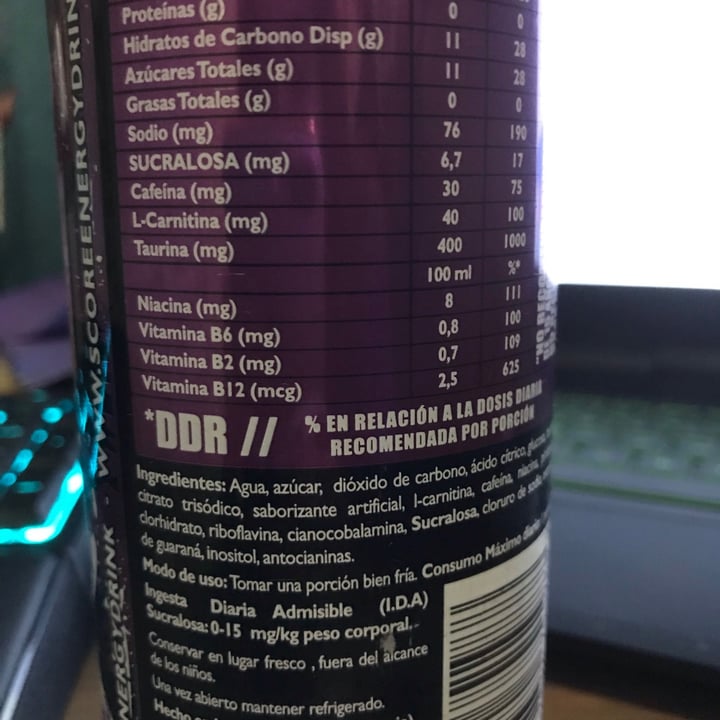 Proteínas (g) 0 0
Hidratos de Carbono Disp (g) 11 28
Azúcares Totales (g) 11 28
Grasas Totales (g) 0 0
Sodio (mg) 76 190
SUCRALOSA (mg) 6,7 17
Cafeína (mg) 30 75
L-Carnitina (mg) 40 100
Taurina (mg) 400 1000
100 ml %*
Niacina (mg) 8 111
Vitamina B6 (mg) 0,8 100
Vitamina B2 (mg) 0,7 109
Vitamina B12 (mcg) 2,5 625
*DDR // % EN RELACIÓN A LA DOSIS DIARIA
RECOMENDADA POR PORCIÓN
Ingredientes: Agua, azúcar, dióxido de carbono, ácido cítrico,
citrato trisódico, saborizante artificial, l-carnitina, cafeína, niacina,
clorhidrato, riboflavina, cianocobalamina, Sucralosa, cloruro de
de guaraná, inositol, antocianinas.
Modo de uso: Tomar una porción bien fría. Consumo Máximo
Ingesta Diaria Admisible (I.D.A)
Sucralosa: 0-15 mg/kg peso corporal.-
Conservar en lugar fresco , fuera del alcance
de los niños.
Una vez abierto mantener refrigerado.
Hecho
WWW.SCOREENERGYDRIN
NERGYDRINK